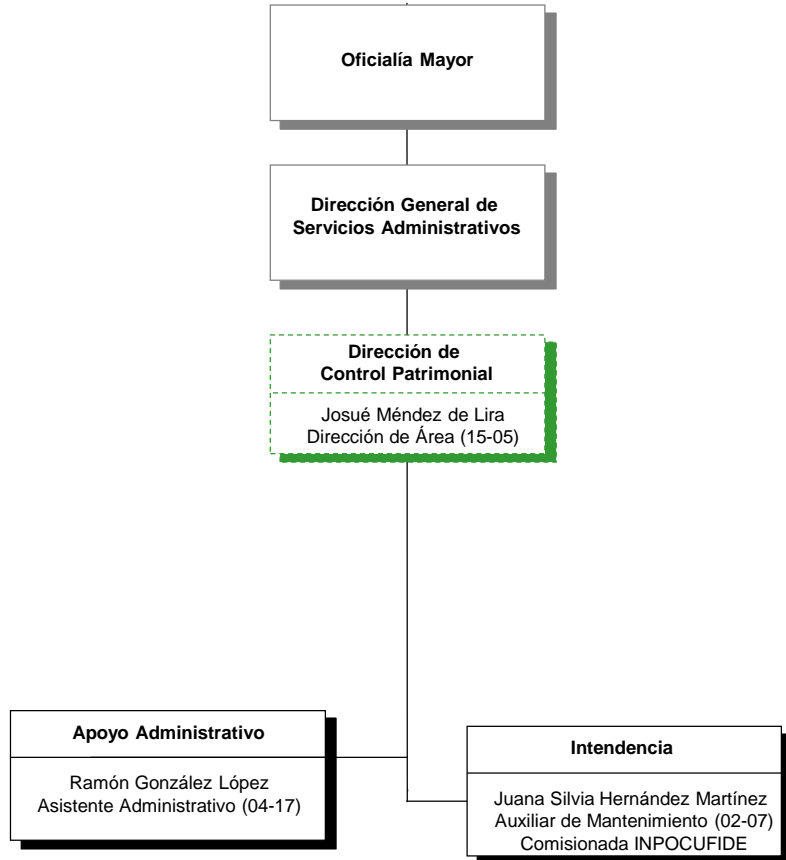 Oficialía Mayor
Dirección General de
Servicios Administrativos
Dirección de
Control Patrimonial
Josué Méndez de Lira
Dirección de Área (15-05)
Apoyo Administrativo
Ramón González López
Asistente Administrativo (04-17)
Intendencia
Juana Silvia Hernández Martínez
Auxiliar de Mantenimiento (02-07)
Comisionada INPOCUFIDE